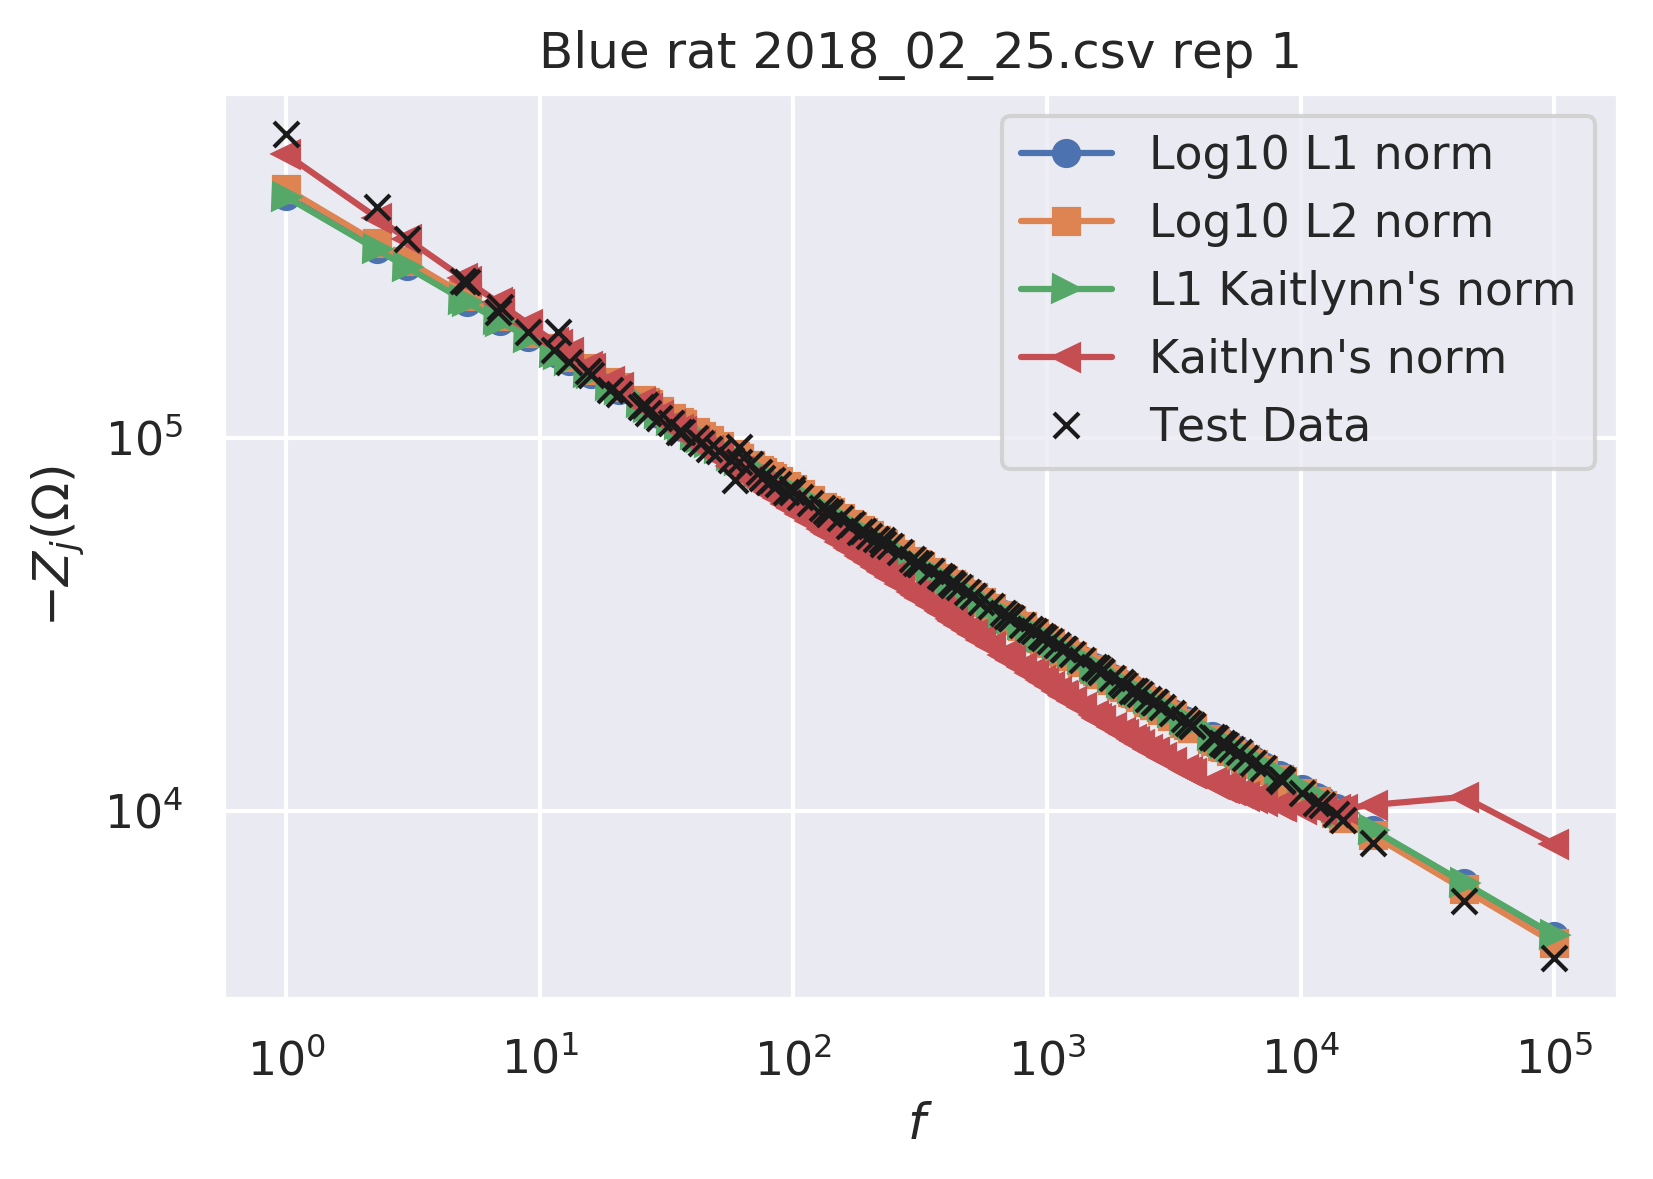 Blue rat 2018_02_25.csv rep 1
Log10 L1 norm
Log10 L2 norm
L1 Kaitlynn's norm
Kaitlynn's norm
Test Data
−Z_j(Ω)
10^5
10^4
10^0 10^1 10^2 10^3 10^4 10^5
f